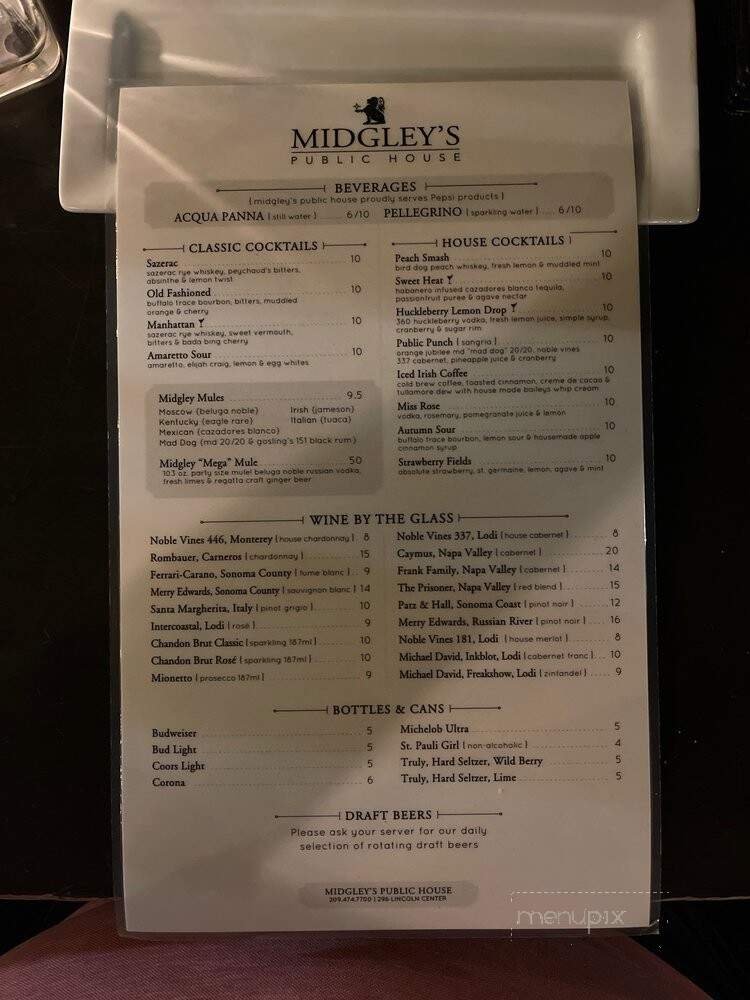 MIDGLEY'S
PUBLIC HOUSE
BEVERAGES
[midgley's public house proudly serves Pepsi products]
ACQUA PANNA [still water] 6/10 PELLEGRINO [sparkling water] 6/10
CLASSIC COCKTAILS
Sazerac 10
sazerac rye whiskey, peychaud's bitters,
absinthe & lemon twist
Old Fashioned 10
buffalo trace bourbon, bitters, muddled
orange & cherry
Manhattan 10
sazerac rye whiskey, sweet vermouth,
bitters & bada bing cherry
Amaretto Sour 10
amaretto, elijah craig, lemon & egg whites
Midgley Mules 9.5
Moscow (beluga noble) Irish (jameson)
Kentucky (eagle rare) Italian (tuaca)
Mexican (cazadores blanco)
Mad Dog (md 20/20 & gosling's 151 black rum)
Midgley "Mega" Mule 50
103 oz. party size mule! beluga noble russian vodka,
fresh limes & regatta craft ginger beer
HOUSE COCKTAILS
Peach Smash 10
bird dog peach whiskey, fresh lemon & muddled mint
Sweet Heat 10
habanero infused cazadores blanco tequila,
passionfruit puree & agave nectar
Huckleberry Lemon Drop 10
360 huckleberry vodka, fresh lemon juice, simple syrup,
cranberry & sugar rim
Public Punch [sangria] 10
orange jubilee md "mad dog" 20/20, noble vines
337 cabernet, pineapple juice & cranberry
Iced Irish Coffee 10
cold brew coffee, toasted cinnamon, creme de cacao &
tullamore dew with house made baileys whip cream
Miss Rose 10
vodka, rosemary, pomegranate juice & lemon
Autumn Sour 10
buffalo trace bourbon, lemon sour & housemade apple
cinnamon syrup
Strawberry Fields 10
absolute strawberry, st. germaine, lemon, agave & mint
WINE BY THE GLASS
Noble Vines 446, Monterey [house chardonnay] 8
Rombauer, Carneros [chardonnay] 15
Ferrari-Carano, Sonoma County [fume blanc] 9
Merry Edwards, Sonoma County [sauvignon blanc] 14
Santa Margherita, Italy [pinot grigio] 10
Intercoastal, Lodi [rosé] 9
Chandon Brut Classic [sparkling 187ml] 10
Chandon Brut Rosé [sparkling 187ml] 10
Mionetto [prosecco 187ml] 9
Noble Vines 337, Lodi [house cabernet] 8
Caymus, Napa Valley [cabernet] 20
Frank Family, Napa Valley [cabernet] 14
The Prisoner, Napa Valley [red blend] 15
Patz & Hall, Sonoma Coast [pinot noir] 12
Merry Edwards, Russian River [pinot noir] 16
Noble Vines 181, Lodi [house merlot] 8
Michael David, Inkblot, Lodi [cabernet franc] 10
Michael David, Freakshow, Lodi [zinfandel] 9
BOTTLES & CANS
Budweiser 5
Bud Light 5
Coors Light 5
Corona 6
Michelob Ultra 5
St. Pauli Girl [non-alcoholic] 4
Truly, Hard Seltzer, Wild Berry 5
Truly, Hard Seltzer, Lime 5
DRAFT BEERS
Please ask your server for our daily
selection of rotating draft beers
MIDGLEY'S PUBLIC HOUSE
209.474.7700 | 296 LINCOLN CENTER
menupix